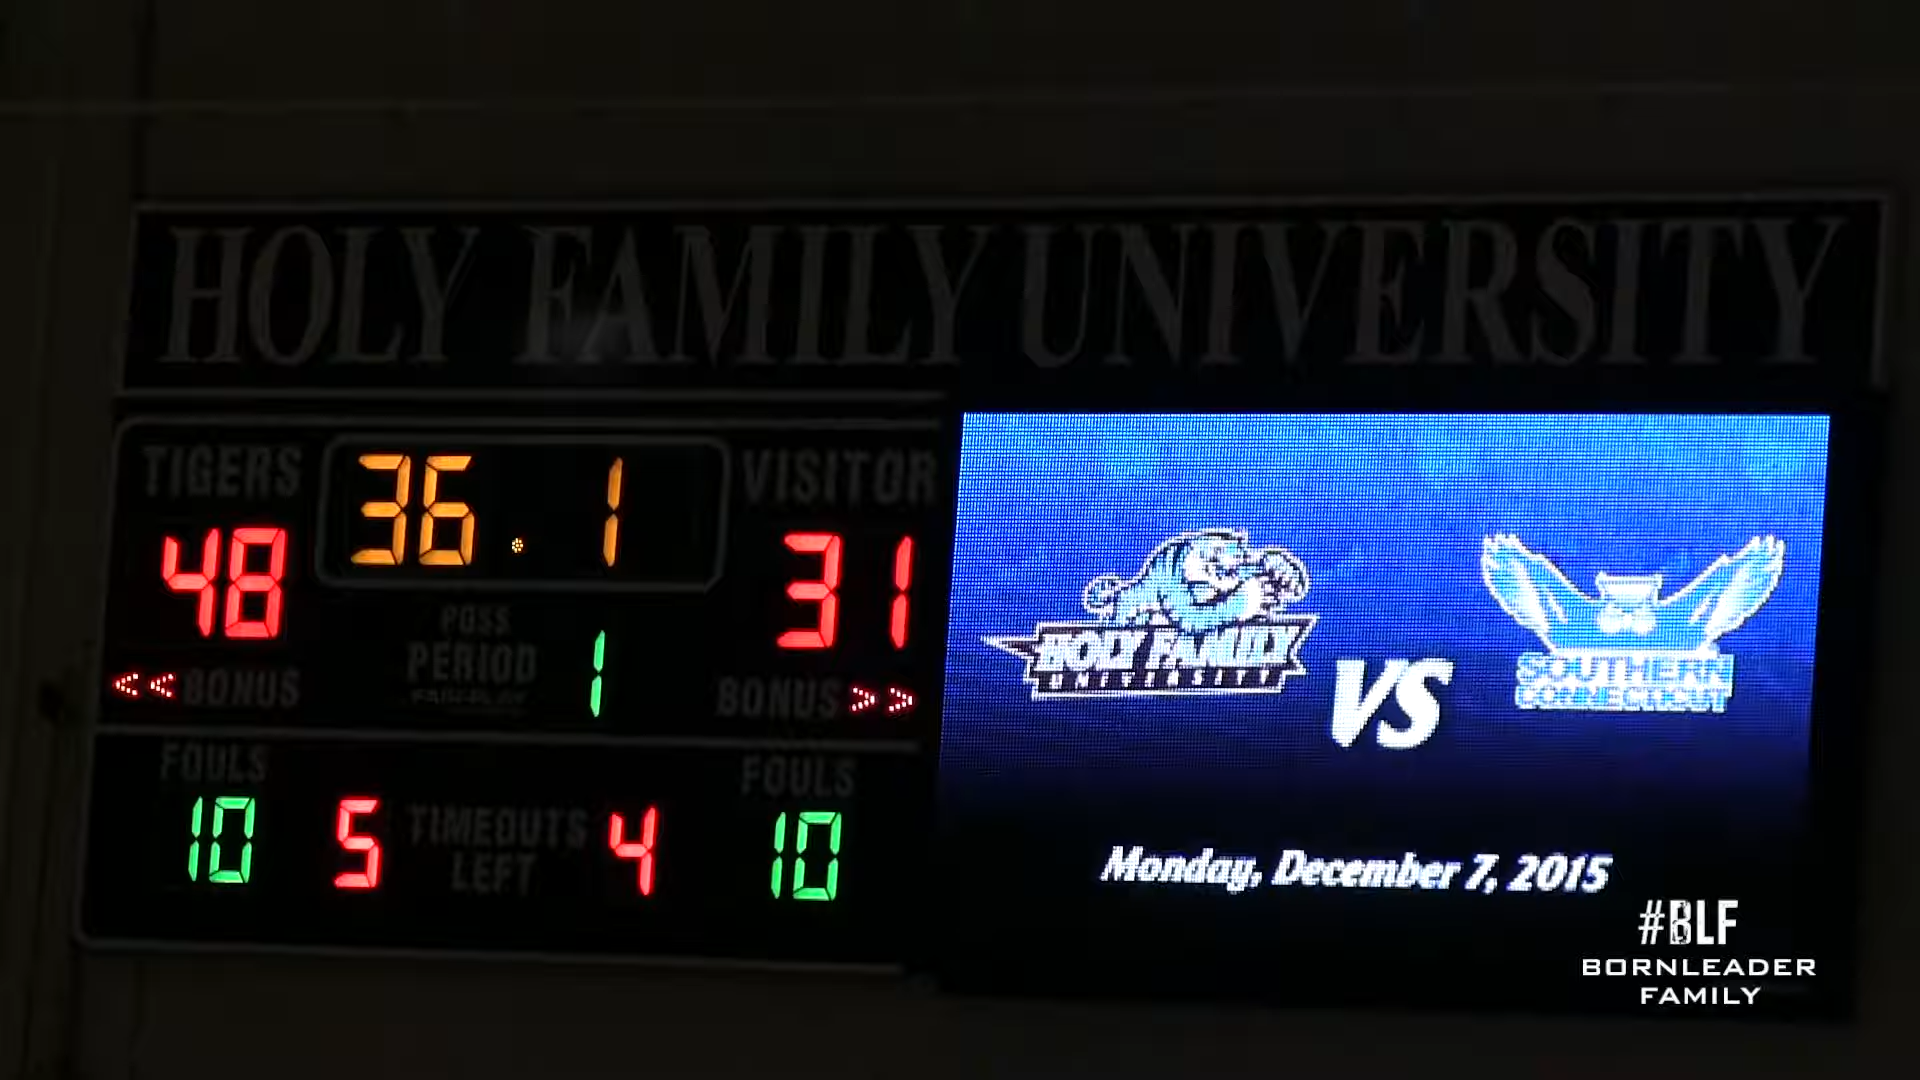 HOLY FAMILY UNIVERSITY
TIGERS
36.1
VISITOR
48
31
POSS
PERIOD
1
<< BONUS
BONUS >>
FOULS
FOULS
10
5
TIMEOUTS
LEFT
4
10
HOLY FAMILY
UNIVERSITY
VS
SOUTHERN
CONNECTICUT
Monday, December 7, 2015
#BLF
BORNLEADER
FAMILY